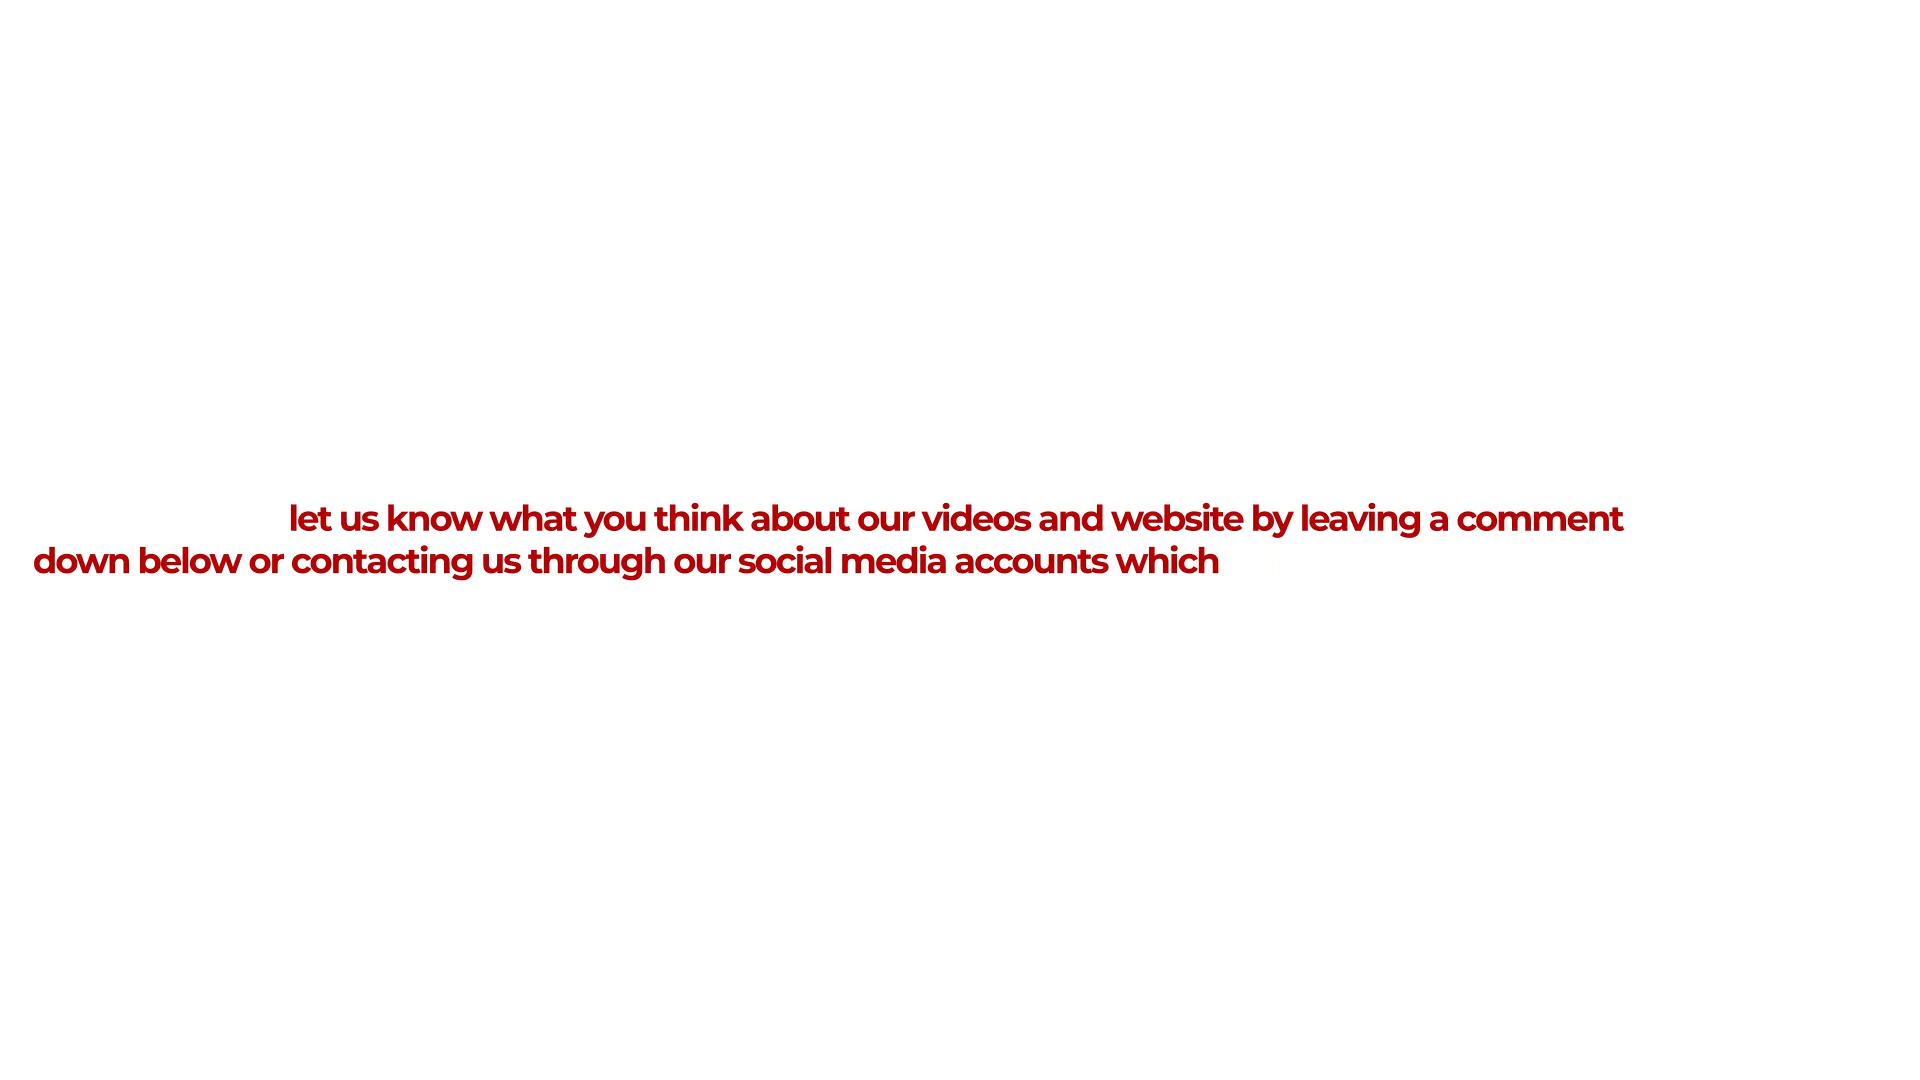 let us know what you think about our videos and website by leaving a comment
down below or contacting us through our social media accounts which